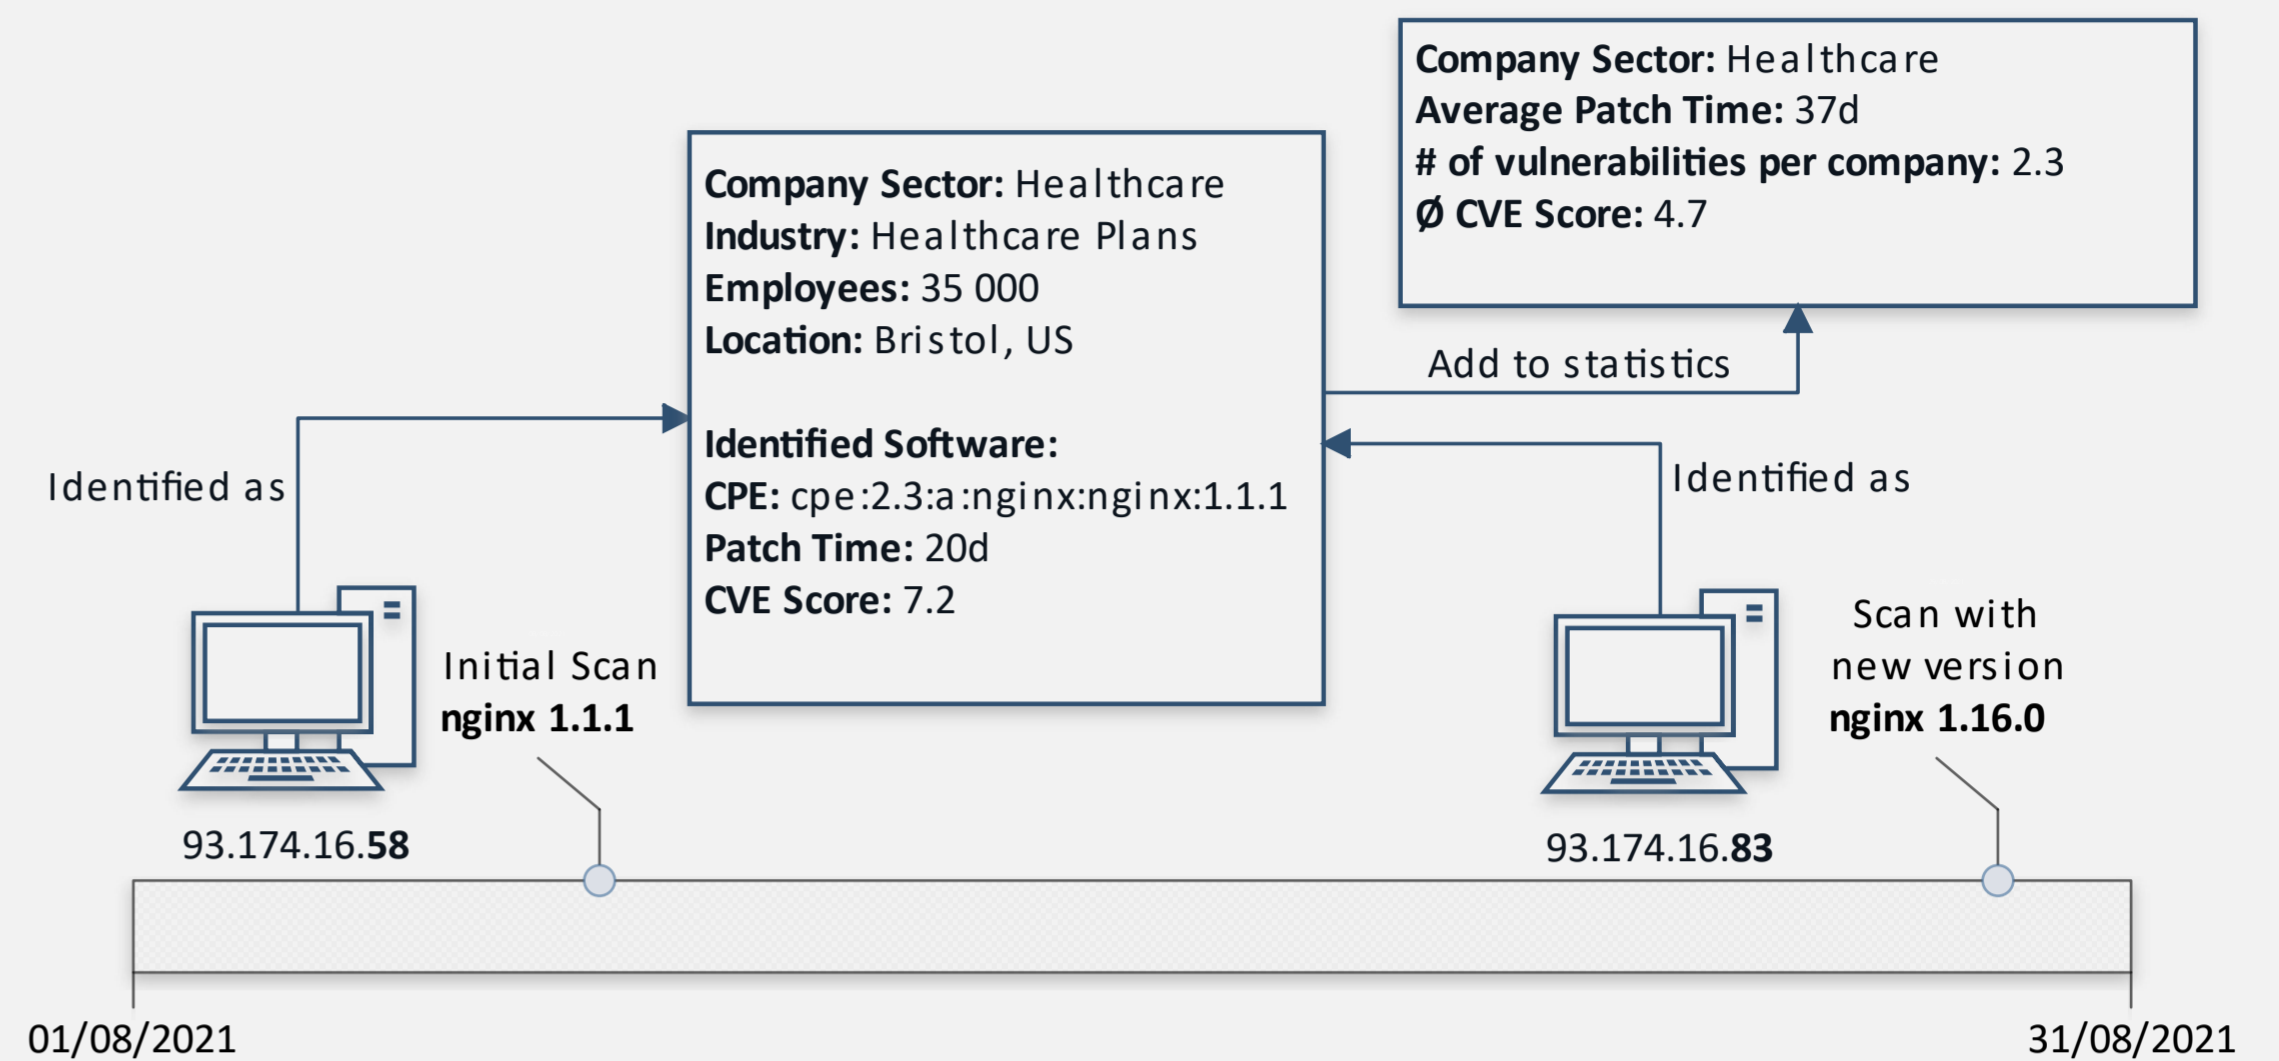 Company Sector: Healthcare
Average Patch Time: 37d
# of vulnerabilities per company: 2.3
Ø CVE Score: 4.7
Company Sector: Healthcare
Industry: Healthcare Plans
Employees: 35 000
Location: Bristol, US
Identified Software:
CPE: cpe:2.3:a:nginx:nginx:1.1.1
Patch Time: 20d
CVE Score: 7.2
Add to statistics
Identified as
Identified as
Initial Scan
nginx 1.1.1
Scan with
new version
nginx 1.16.0
93.174.16.58
93.174.16.83
01/08/2021
31/08/2021